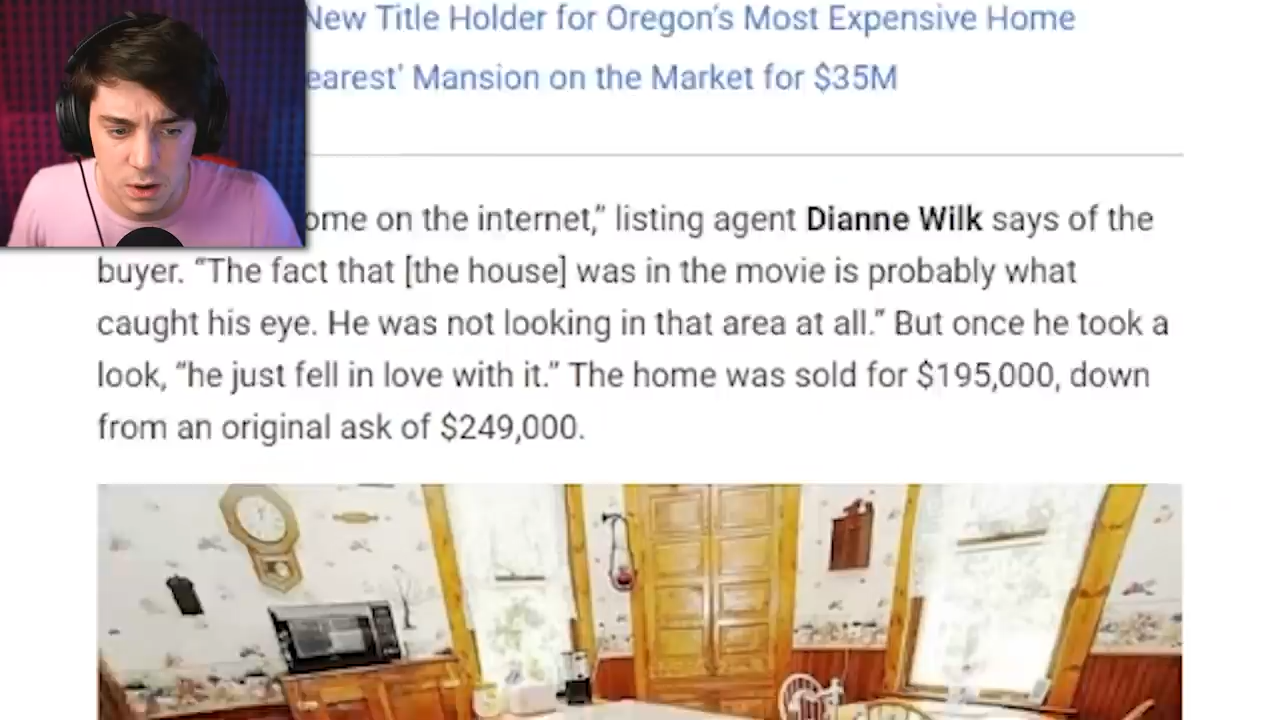 New Title Holder for Oregon's Most Expensive Home
earest' Mansion on the Market for $35M
ome on the internet,” listing agent Dianne Wilk says of the
buyer. “The fact that [the house] was in the movie is probably what
caught his eye. He was not looking in that area at all.” But once he took a
look, “he just fell in love with it.” The home was sold for $195,000, down
from an original ask of $249,000.